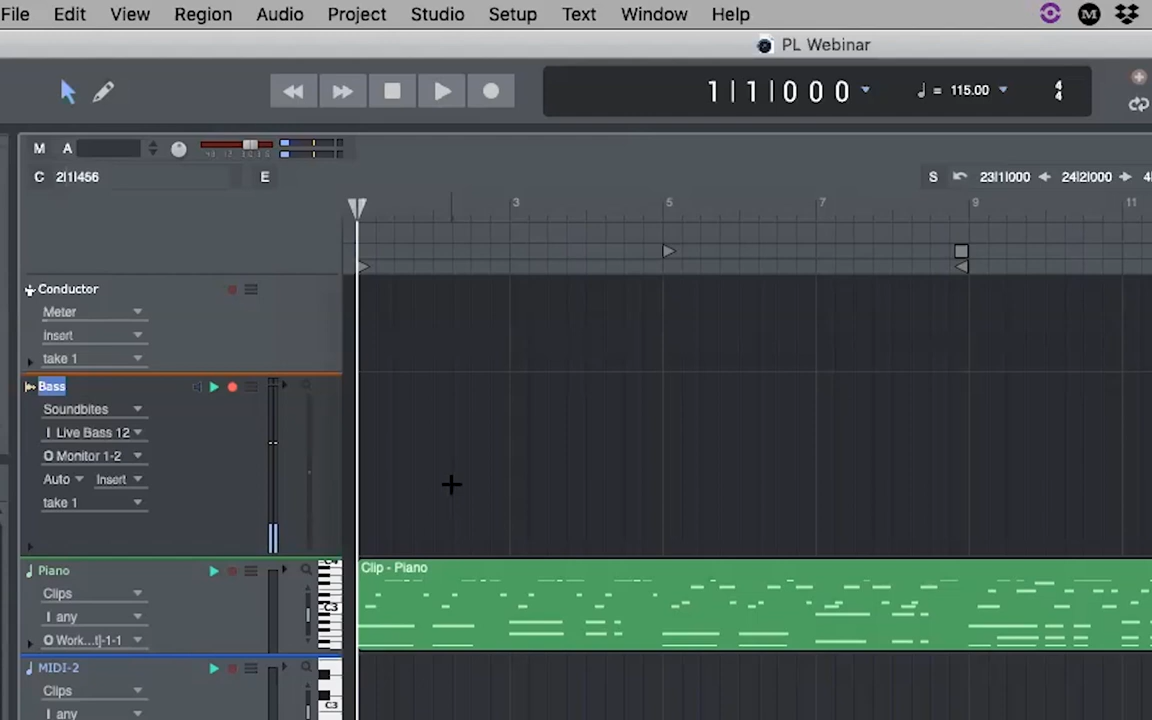 File Edit View Region Audio Project Studio Setup Text Window Help
PL Webinar
1|1|000 ♩ = 115.00 4/4
M A
C 2|1|456 E S 23|1|000 24|2|000
3 5 7 9 11
Conductor
Meter
Insert
take 1
Bass
Soundbites
I Live Bass 12
O Monitor 1-2
Auto Insert
take 1
Piano
Clip - Piano
Clips
I any
C3
O Work...t]-1-1
MIDI-2
Clips
C3
I any